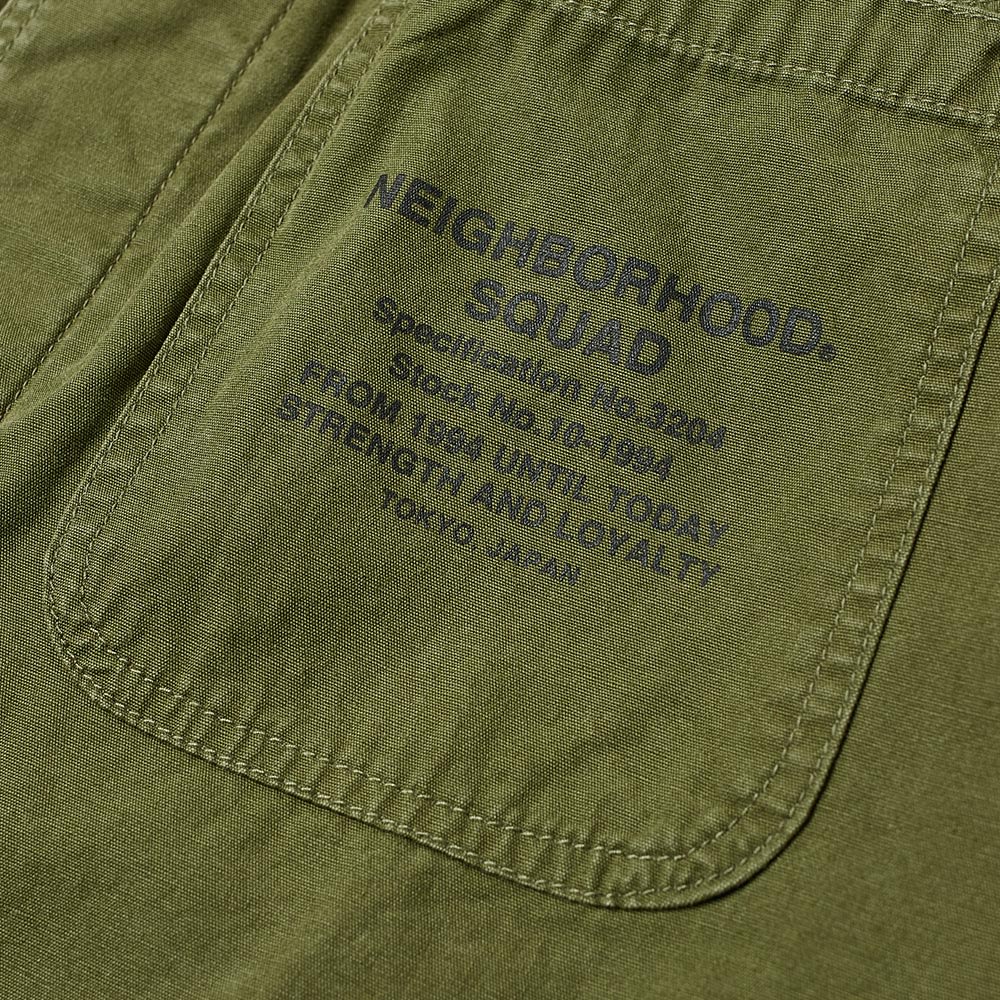 NEIGHBORHOOD.
SQUAD
Specification No.3204
Stock No.10-1994
FROM 1994 UNTIL TODAY
STRENGTH AND LOYALTY
TOKYO, JAPAN